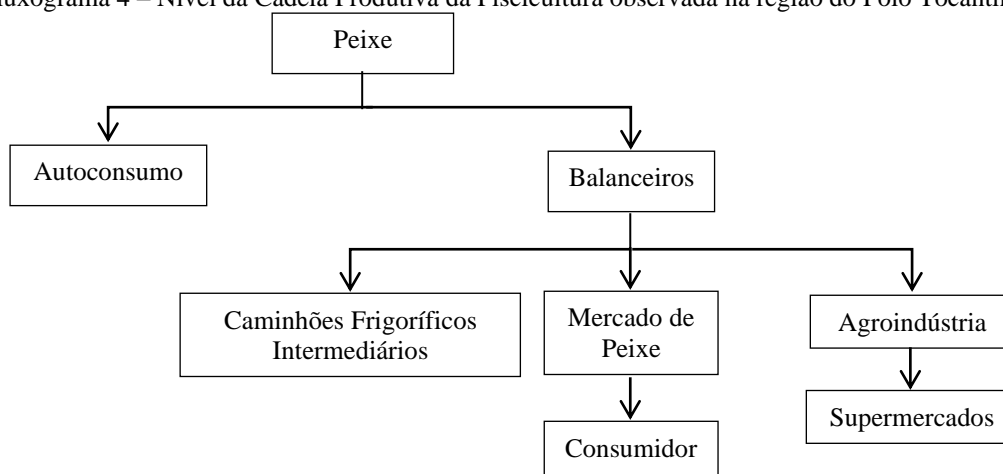 Fluxograma 4 – Nível da Cadeia Produtiva da Piscicultura observada na região do Polo Tocantin
Peixe
Autoconsumo
Balanceiros
Caminhões Frigoríficos
Intermediários
Mercado de
Peixe
Agroindústria
Consumidor
Supermercados